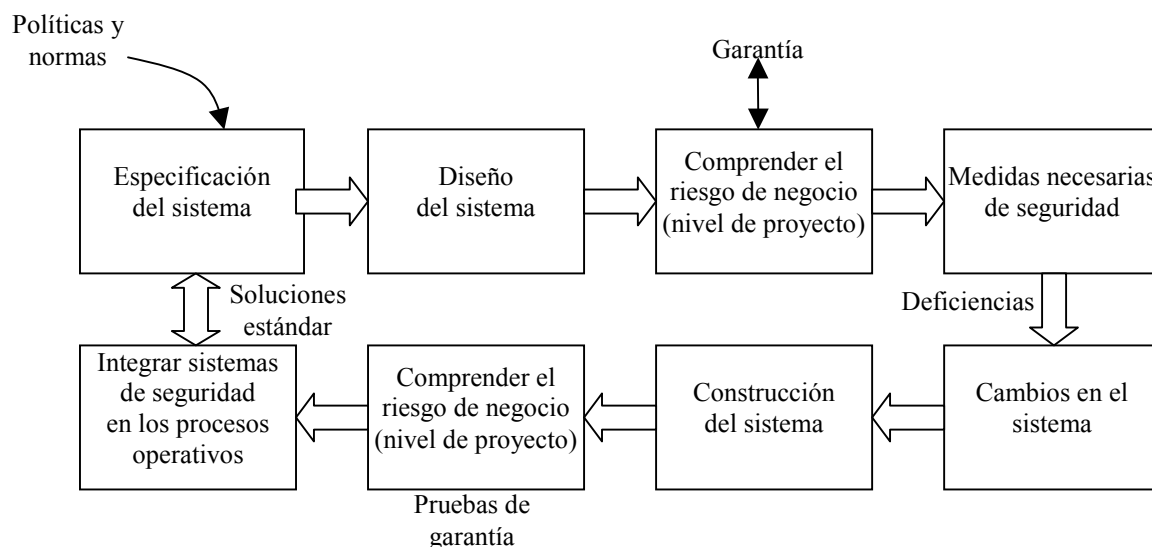 Políticas y
normas
Garantía
Especificación
del sistema
Diseño
del sistema
Comprender el
riesgo de negocio
(nivel de proyecto)
Medidas necesarias
de seguridad
Soluciones
estándar
Deficiencias
Integrar sistemas
de seguridad
en los procesos
operativos
Comprender el
riesgo de negocio
(nivel de proyecto)
Construcción
del sistema
Cambios en el
sistema
Pruebas de
garantía